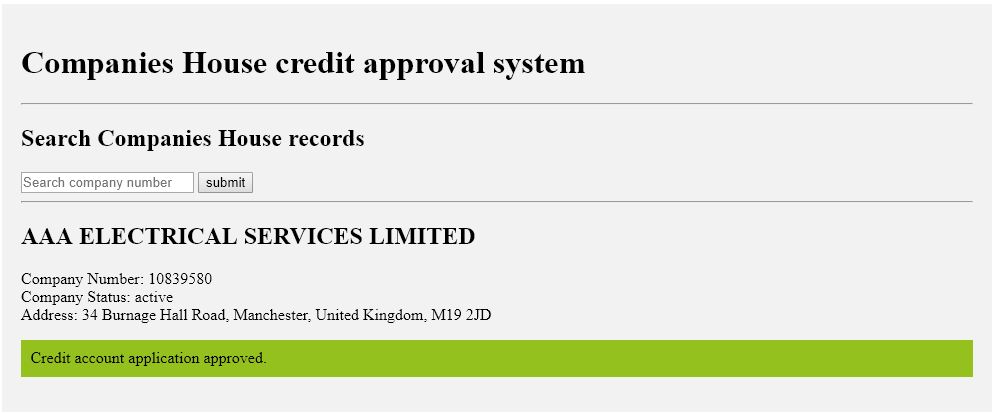 Companies House credit approval system
Search Companies House records
Search company number submit
AAA ELECTRICAL SERVICES LIMITED
Company Number: 10839580
Company Status: active
Address: 34 Burnage Hall Road, Manchester, United Kingdom, M19 2JD
Credit account application approved.